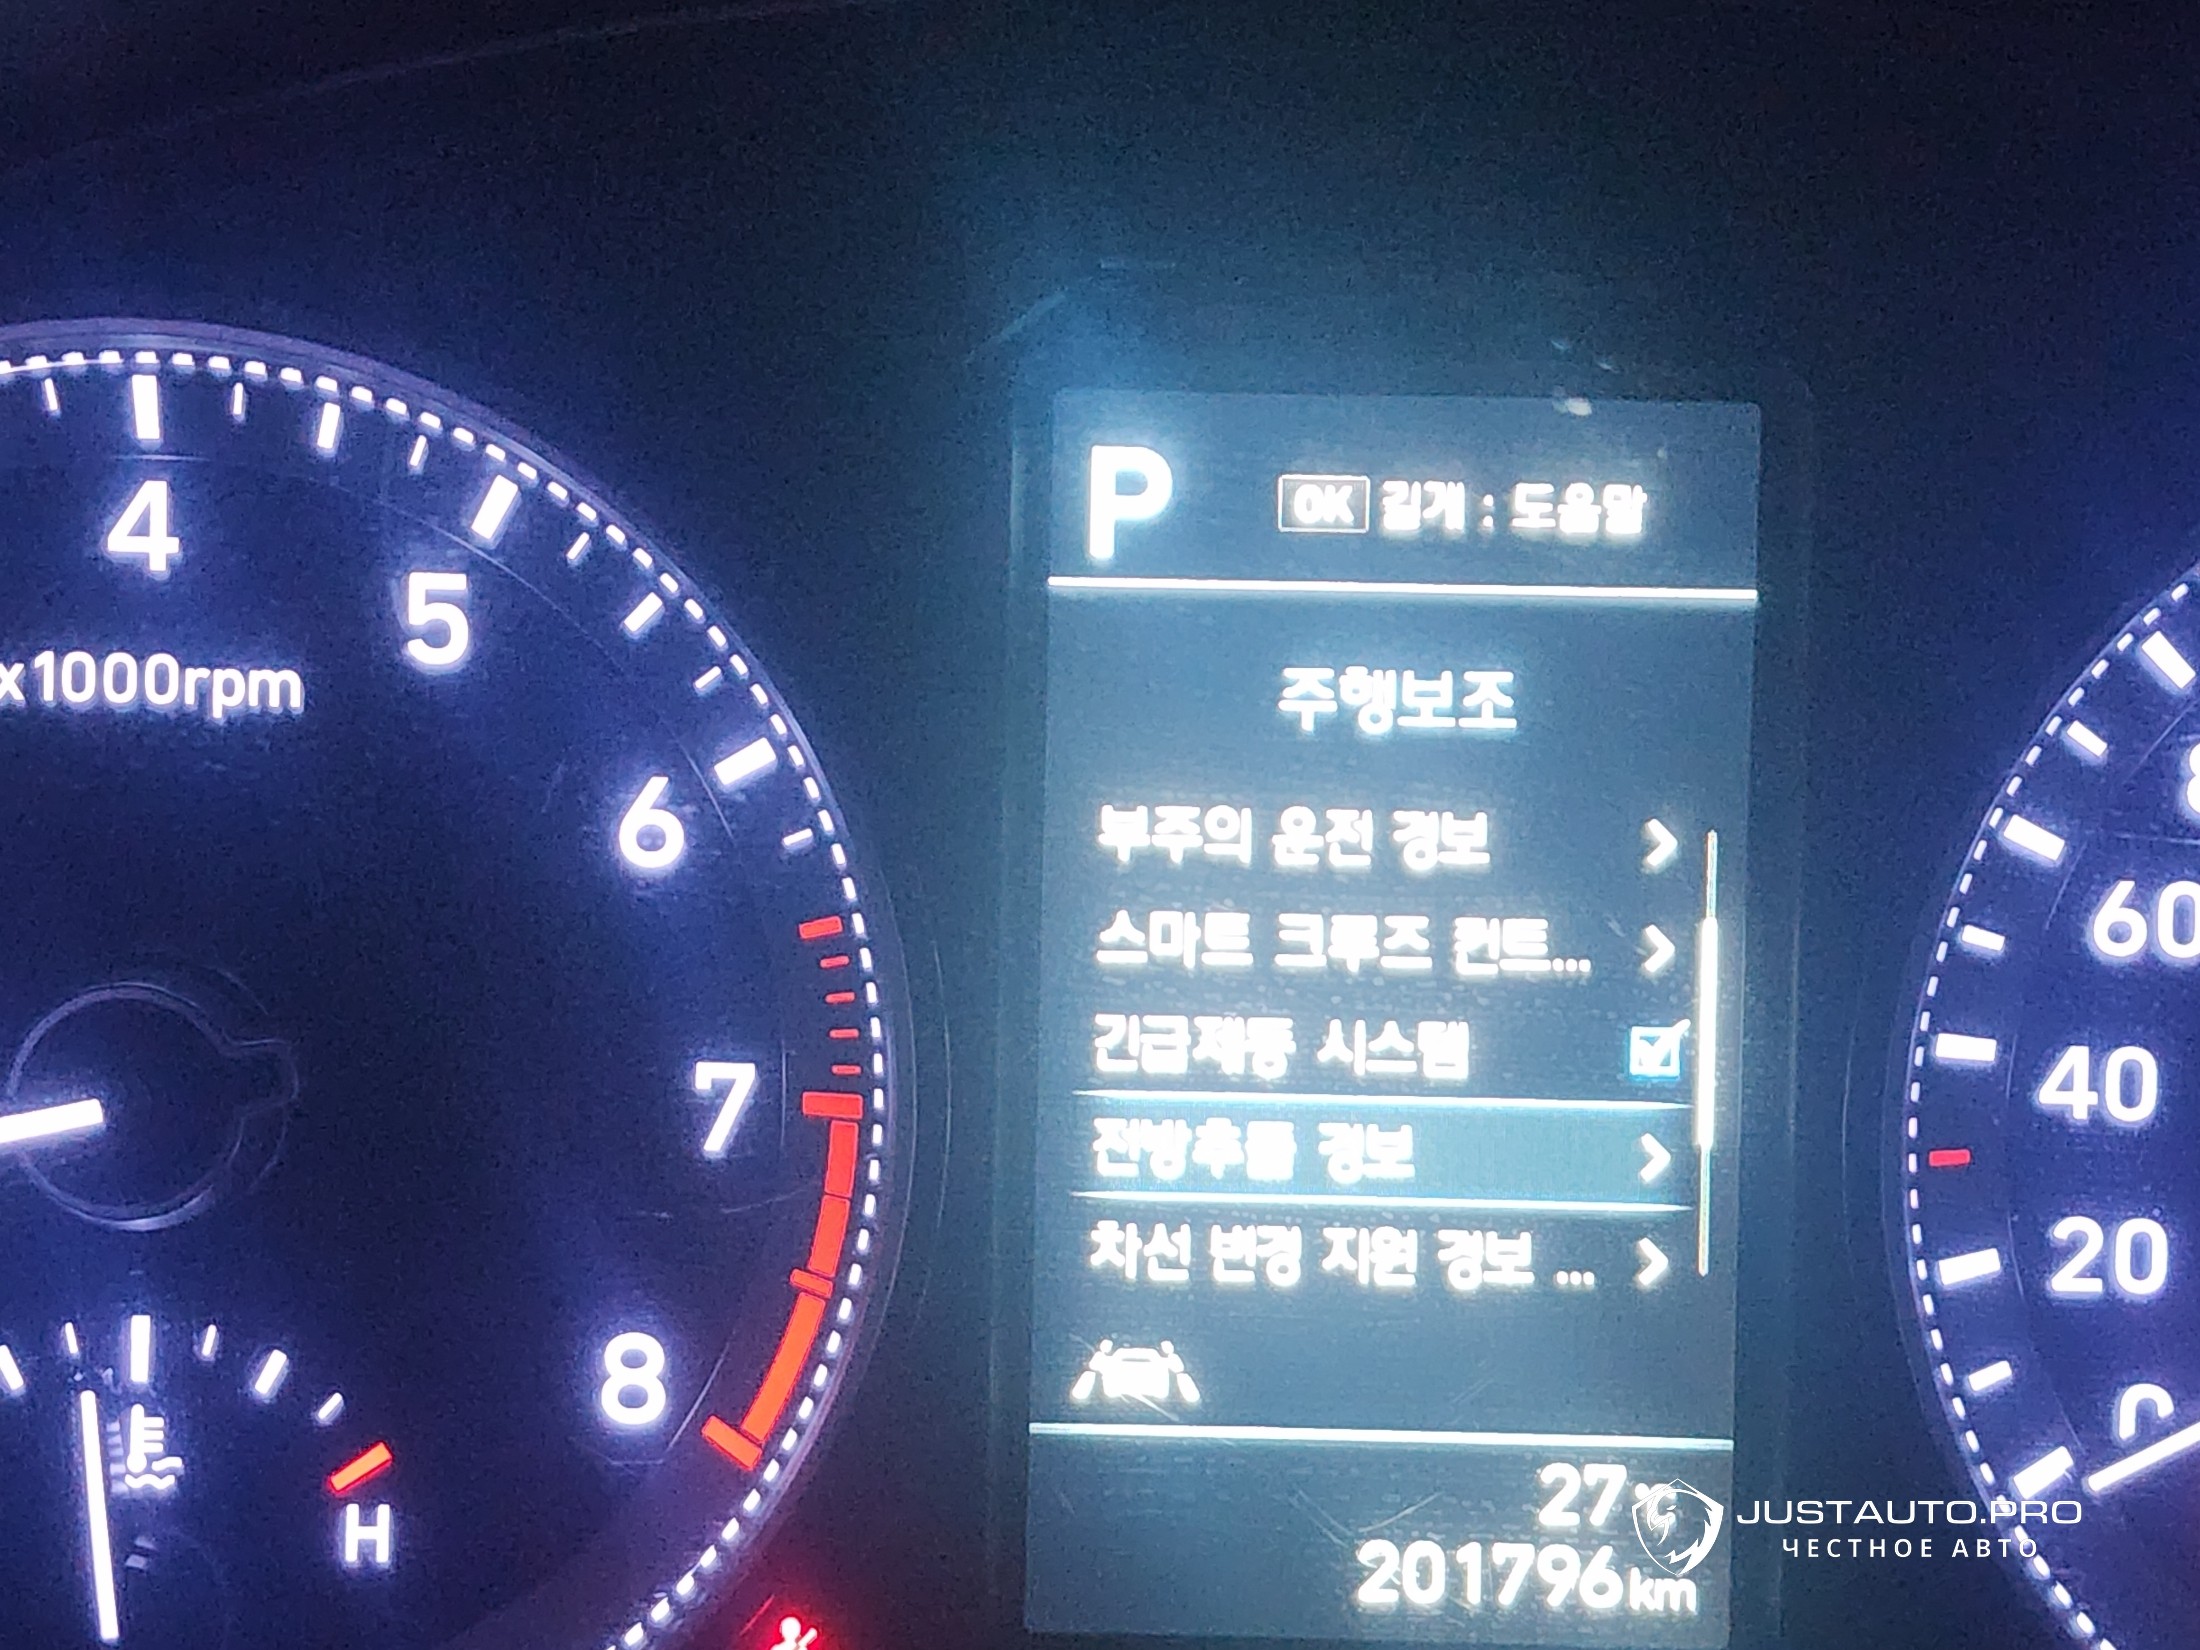 P
OK 길게 : 도움말
주행보조
부주의 운전 경보
스마트 크루즈 컨트...
긴급제동 시스템
전방추돌 경보
차선 변경 지원 경보 ...
27
201796 km
4
5
x1000rpm
6
7
8
H
60
40
20
0
JUSTAUTO.PRO
ЧЕСТНОЕ АВТО